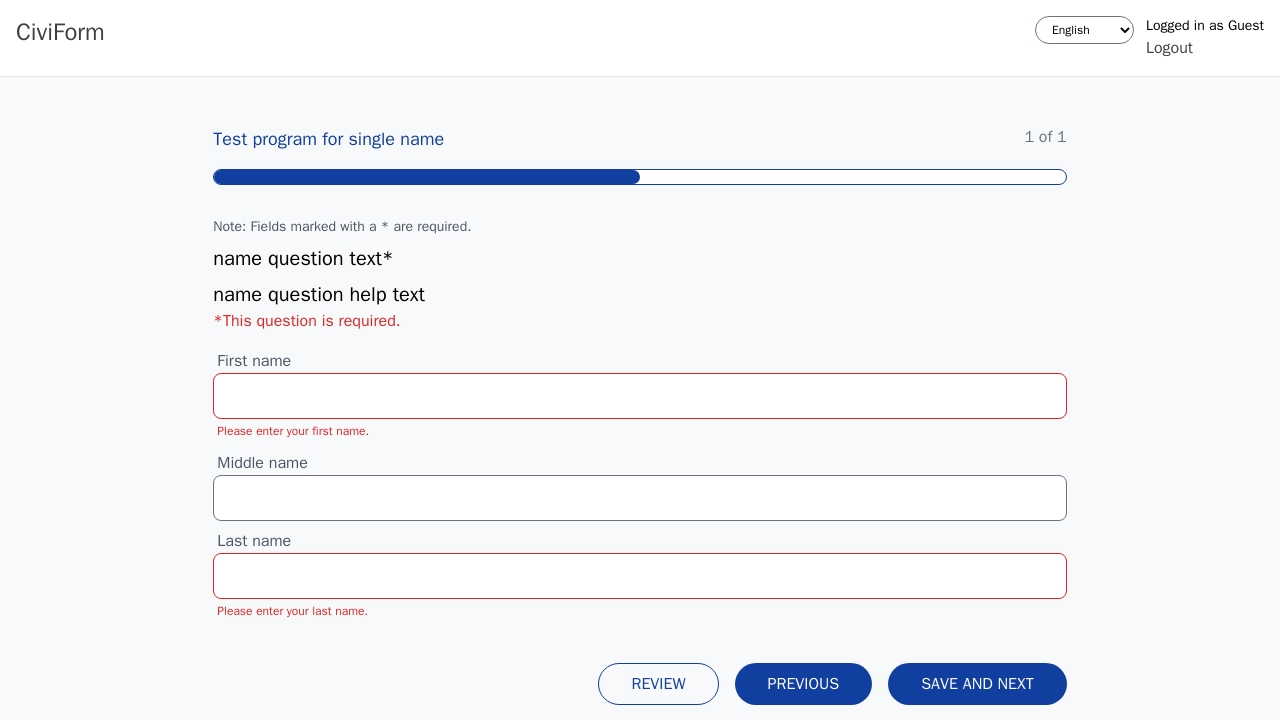 CiviForm
English
Logged in as Guest
Logout
Test program for single name
1 of 1
Note: Fields marked with a * are required.
name question text*
name question help text
*This question is required.
First name
Please enter your first name.
Middle name
Last name
Please enter your last name.
REVIEW
PREVIOUS
SAVE AND NEXT